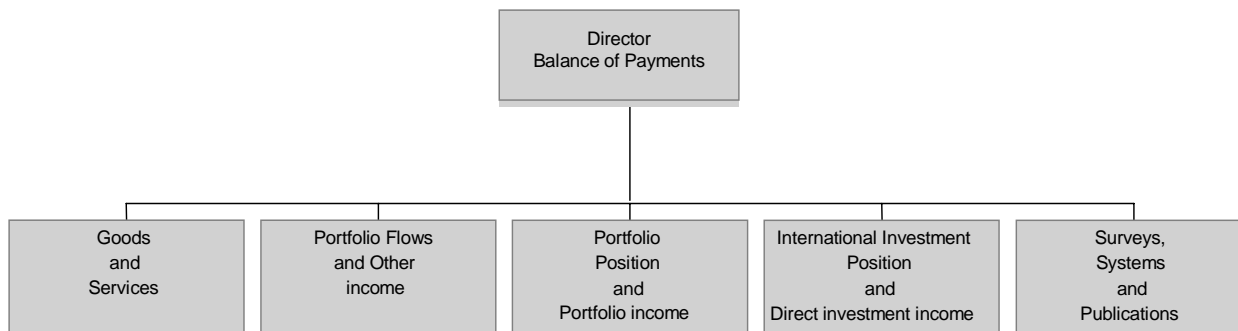 Director
Balance of Payments
Goods
and
Services
Portfolio Flows
and Other
income
Portfolio
Position
and
Portfolio income
International Investment
Position
and
Direct investment income
Surveys,
Systems
and
Publications